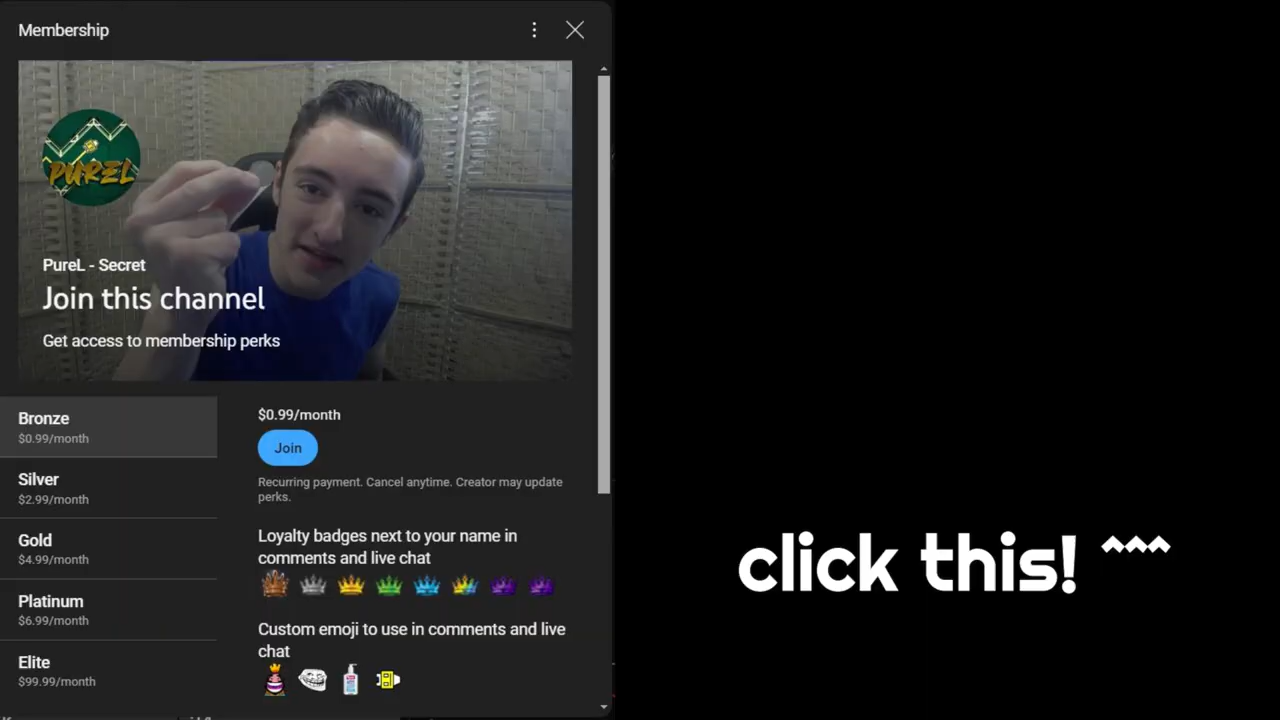 Membership
PUREL
PureL - Secret
Join this channel
Get access to membership perks
Bronze
$0.99/month
Silver
$2.99/month
Gold
$4.99/month
Platinum
$6.99/month
Elite
$99.99/month
$0.99/month
Join
Recurring payment. Cancel anytime. Creator may update
perks.
Loyalty badges next to your name in
comments and live chat
Custom emoji to use in comments and live
chat
click this! ^^^